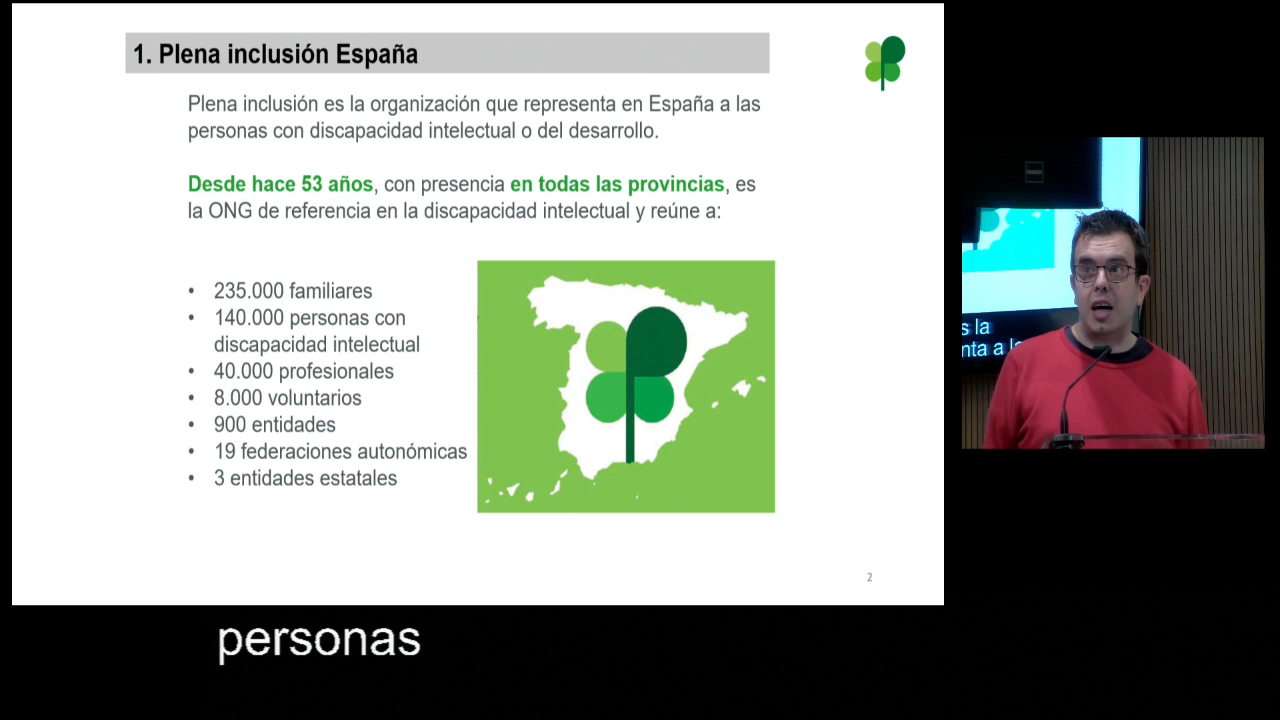 1. Plena inclusión España
Plena inclusión es la organización que representa en España a las
personas con discapacidad intelectual o del desarrollo.
Desde hace 53 años, con presencia en todas las provincias, es
la ONG de referencia en la discapacidad intelectual y reúne a:
• 235.000 familiares
• 140.000 personas con
discapacidad intelectual
• 40.000 profesionales
• 8.000 voluntarios
• 900 entidades
• 19 federaciones autonómicas
• 3 entidades estatales
2
s la
nta a l
personas